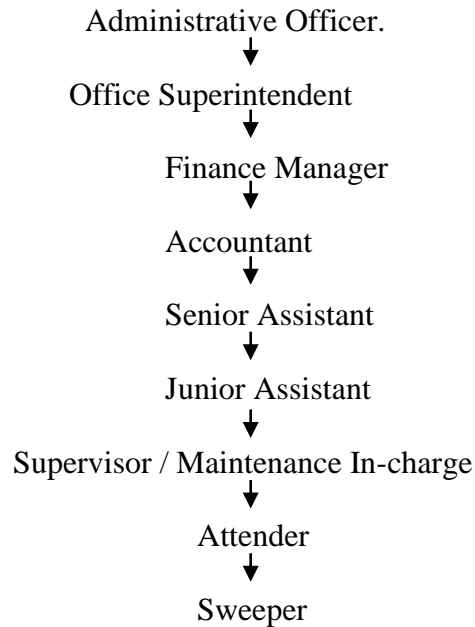 Administrative Officer.
Office Superintendent
Finance Manager
Accountant
Senior Assistant
Junior Assistant
Supervisor / Maintenance In-charge
Attender
Sweeper